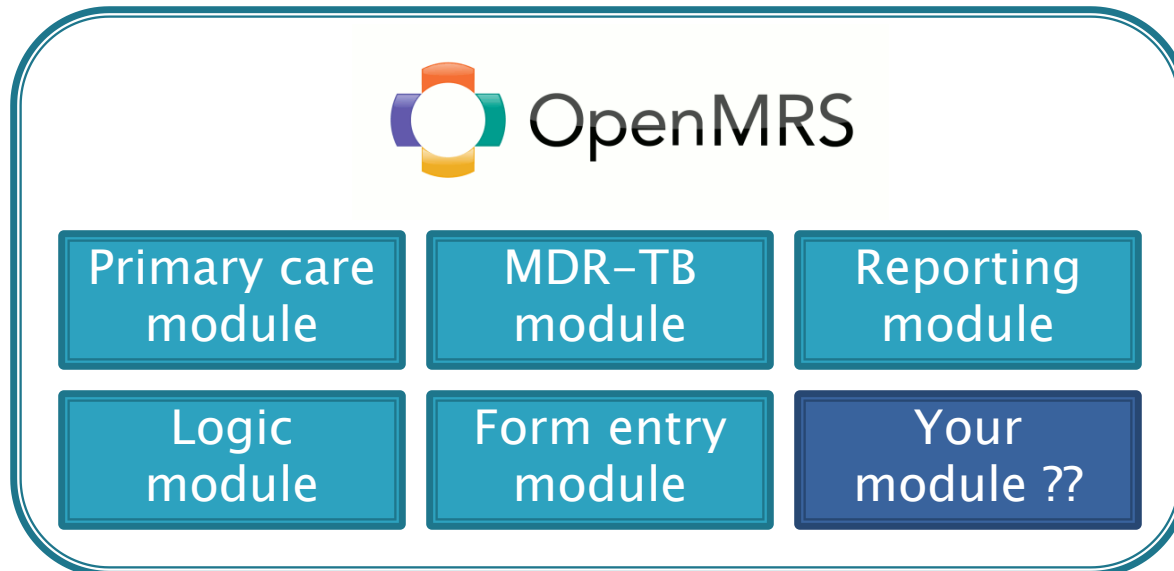 OpenMRS
Primary care
module
MDR-TB
module
Reporting
module
Logic
module
Form entry
module
Your
module ??